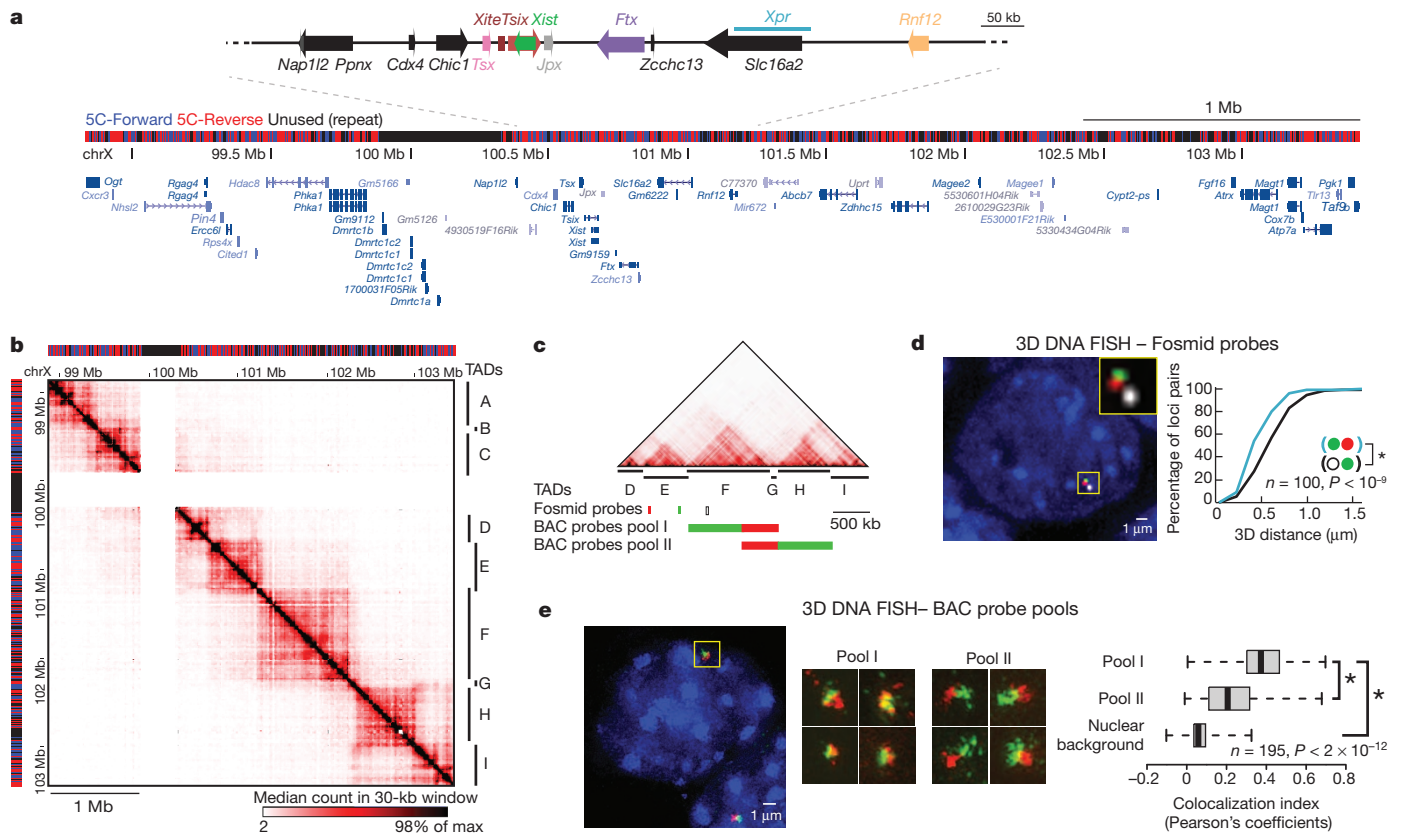 a
XiteTsix Xist Ftx Xpr Rnf12 50 kb
Nap1l2 Ppnx Cdx4 Chic1 Tsx Jpx Zcchc13 Slc16a2
5C-Forward 5C-Reverse Unused (repeat) 1 Mb
chrX 99.5 Mb 100 Mb 100.5 Mb 101 Mb 101.5 Mb 102 Mb 102.5 Mb 103 Mb
Ogt Rgag4 Hdac8 Gm5166 Nap1l2 Tsx Slc16a2 C77370 Uprt Magee2 Magee1 Fgf16 Magt1 Pgk1
Cxcr3 Rgag4 Phka1 Cdx4 Jpx Gm6222 Rnf12 Abcb7 5530601H04Rik Cypt2-ps Atrx Tlr13
Nhsl2 Phka1 Chic1 Mir672 Zdhhc15 2610029G23Rik Magt1 Taf9b
Pin4 Gm9112 Gm5126 Tsix E530001F21Rik Cox7b
Ercc6l Dmrtc1b 4930519F16Rik Xist 5330434G04Rik Atp7a
Rps4x Dmrtc1c2 Xist
Cited1 Dmrtc1c1 Gm9159
Dmrtc1c2 Ftx
Dmrtc1c1 Zcchc13
1700031F05Rik
Dmrtc1a
b
chrX 99 Mb 100 Mb 101 Mb 102 Mb 103 Mb TADs
99 Mb
100 Mb
101 Mb
102 Mb
103 Mb
A
B
C
D
E
F
G
H
I
1 Mb
Median count in 30-kb window
2 98% of max
c
D E F G H I
TADs
Fosmid probes 500 kb
BAC probes pool I
BAC probes pool II
d
3D DNA FISH – Fosmid probes
1 μm
Percentage of loci pairs
100
80
60
40
20
0
*
n = 100, P < 10⁻⁹
0 0.5 1.0 1.5
3D distance (μm)
e
3D DNA FISH– BAC probe pools
1 μm
Pool I Pool II
Pool I
Pool II
Nuclear
background
*
*
n = 195, P < 2 × 10⁻¹²
−0.2 0 0.2 0.4 0.6 0.8
Colocalization index
(Pearson's coefficients)